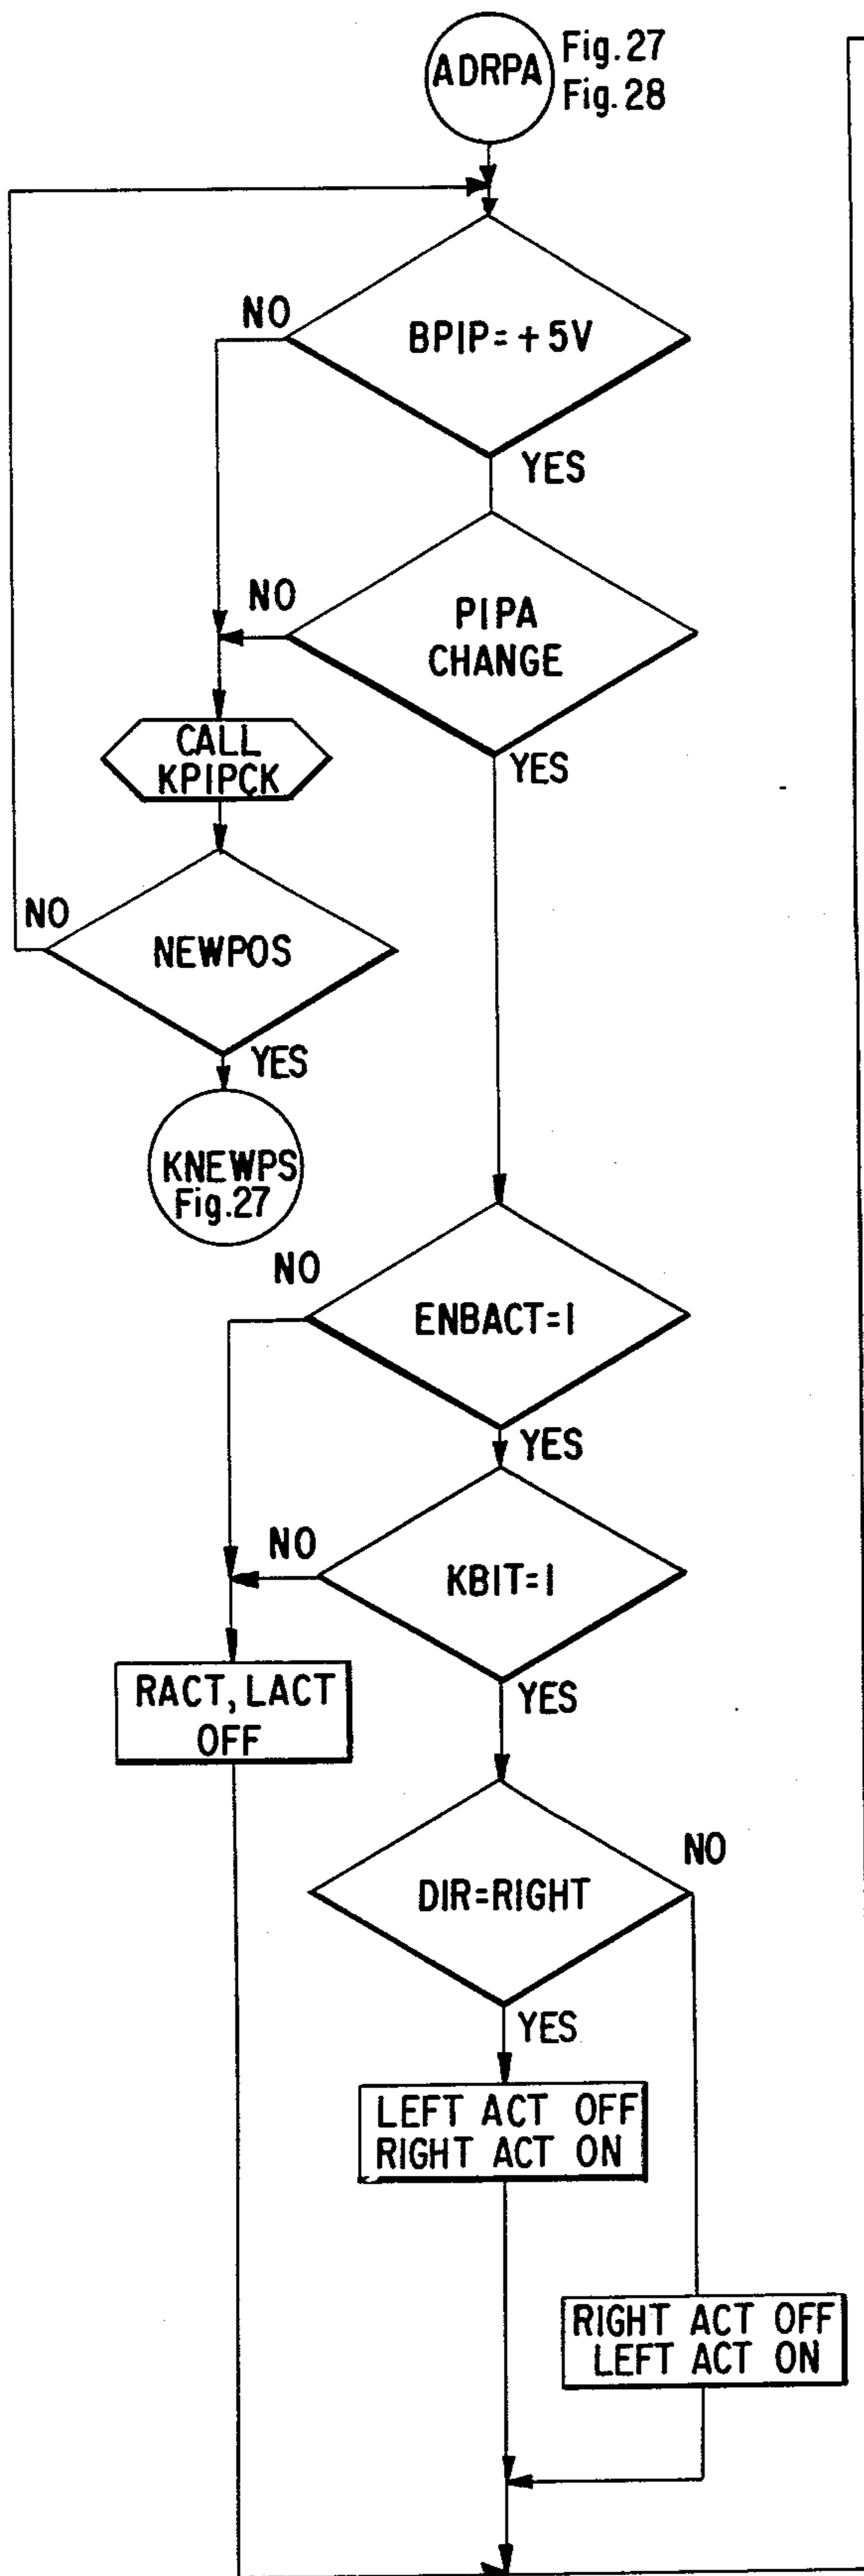 ADRPA
Fig.27
Fig.28
NO
BPIP=+5V
YES
NO
PIPA
CHANGE
YES
CALL
KPIPCK
NO
NEWPOS
YES
KNEWPS
Fig.27
NO
ENBACT=1
YES
NO
KBIT=1
YES
RACT, LACT
OFF
NO
DIR=RIGHT
YES
LEFT ACT OFF
RIGHT ACT ON
RIGHT ACT OFF
LEFT ACT ON